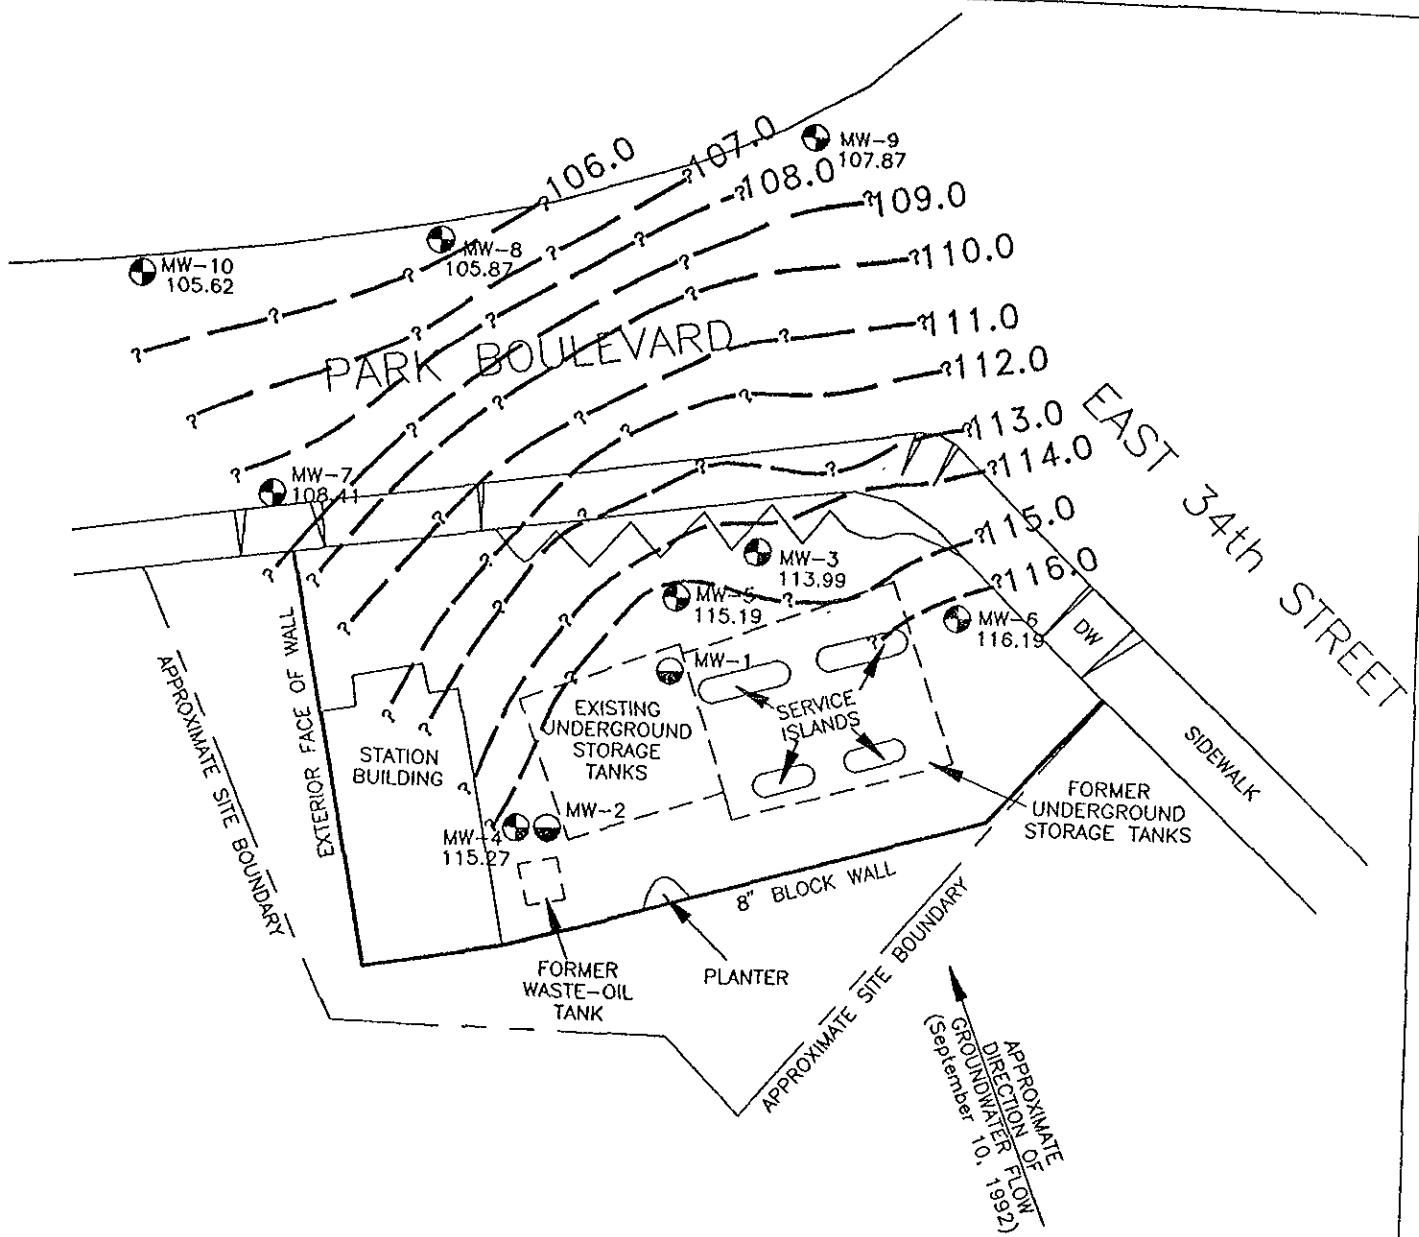 106.0
107.0
108.0
109.0
110.0
111.0
112.0
113.0
114.0
115.0
116.0
MW-9
107.87
MW-8
105.87
MW-10
105.62
PARK BOULEVARD
EAST 34th STREET
MW-7
108.41
MW-3
113.99
MW-5
115.19
MW-6
116.19
MW-1
DW
SIDEWALK
EXTERIOR FACE OF WALL
APPROXIMATE SITE BOUNDARY
STATION
BUILDING
EXISTING
UNDERGROUND
STORAGE
TANKS
SERVICE
ISLANDS
FORMER
UNDERGROUND
STORAGE TANKS
MW-2
MW-4
115.27
8" BLOCK WALL
FORMER
WASTE-OIL
TANK
PLANTER
APPROXIMATE SITE BOUNDARY
APPROXIMATE
DIRECTION OF
GROUNDWATER FLOW
(September 10, 1992)